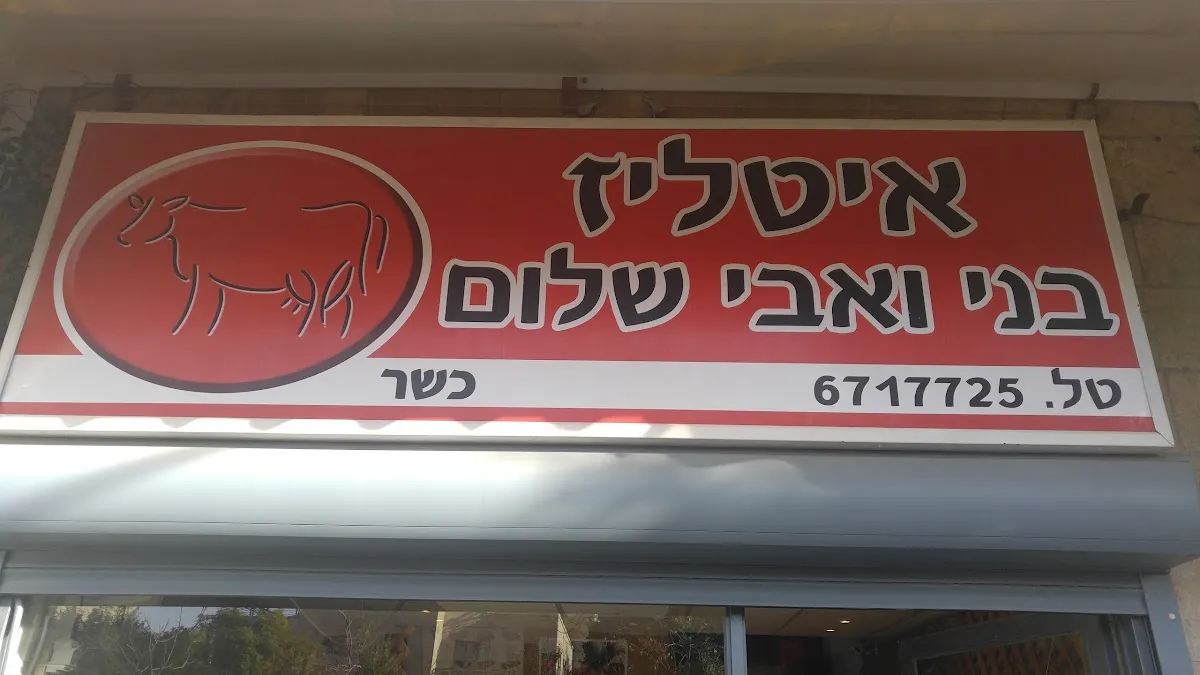 איטליז
בני ואבי שלום
טל. 6717725 כשר